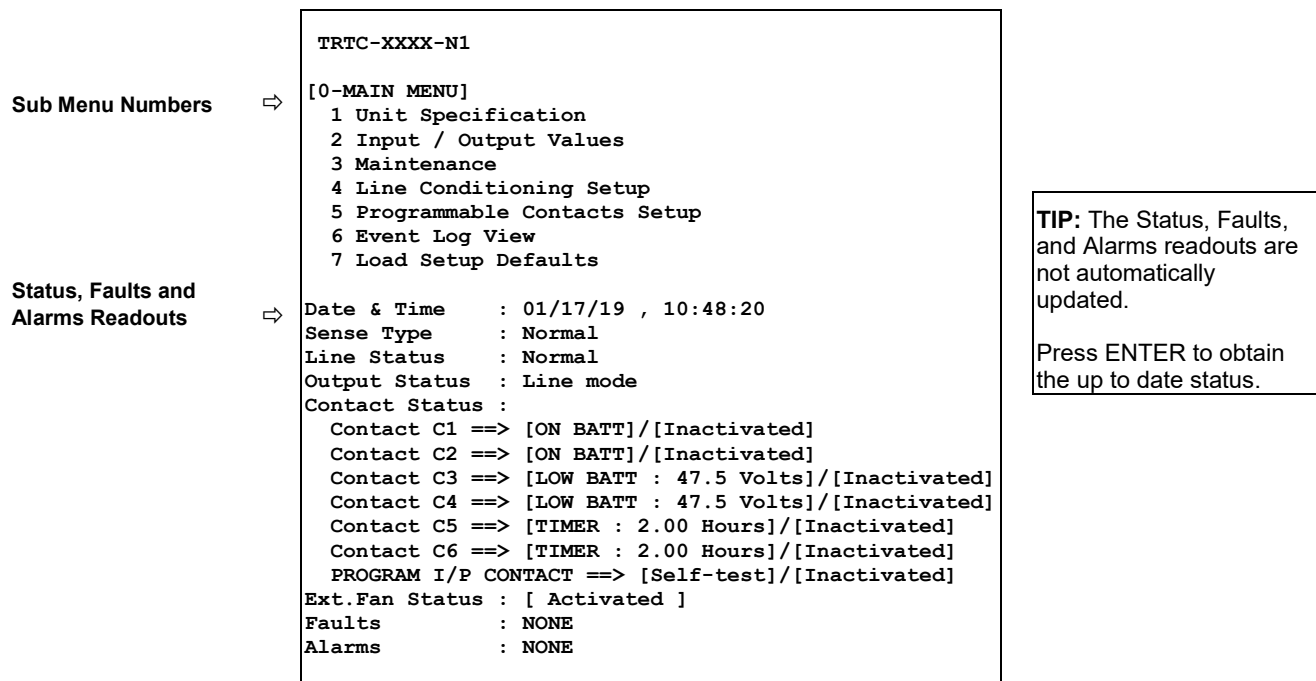 TRTC-XXXX-N1
Sub Menu Numbers ⇨
[0-MAIN MENU]
1 Unit Specification
2 Input / Output Values
3 Maintenance
4 Line Conditioning Setup
5 Programmable Contacts Setup
6 Event Log View
7 Load Setup Defaults
Status, Faults and
Alarms Readouts ⇨
Date & Time : 01/17/19 , 10:48:20
Sense Type : Normal
Line Status : Normal
Output Status : Line mode
Contact Status :
Contact C1 ==> [ON BATT]/[Inactivated]
Contact C2 ==> [ON BATT]/[Inactivated]
Contact C3 ==> [LOW BATT : 47.5 Volts]/[Inactivated]
Contact C4 ==> [LOW BATT : 47.5 Volts]/[Inactivated]
Contact C5 ==> [TIMER : 2.00 Hours]/[Inactivated]
Contact C6 ==> [TIMER : 2.00 Hours]/[Inactivated]
PROGRAM I/P CONTACT ==> [Self-test]/[Inactivated]
Ext.Fan Status : [ Activated ]
Faults : NONE
Alarms : NONE
TIP: The Status, Faults,
and Alarms readouts are
not automatically
updated.
Press ENTER to obtain
the up to date status.